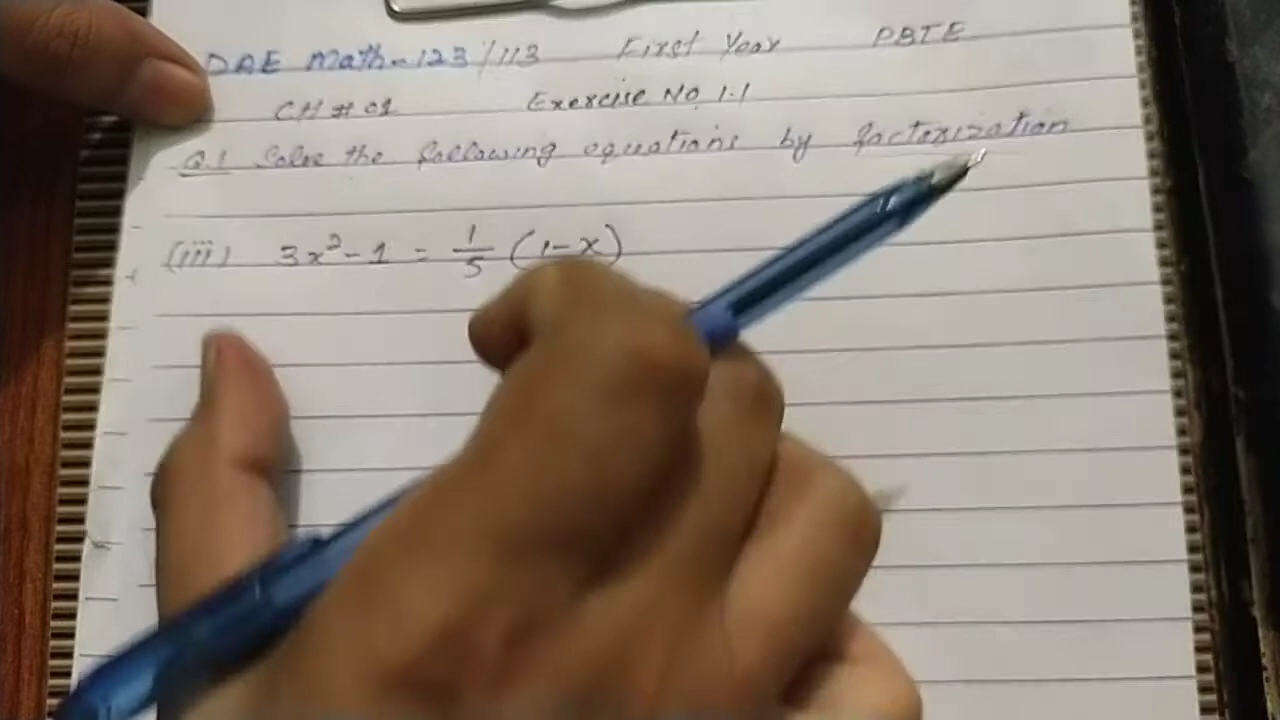 DAE Math-123/113 First Year PBTE
CH # 01 Exercise No 1.1
Q.1 Solve the following equations by factorization
(iii) 3x² - 1 = 1/5 (1-x)